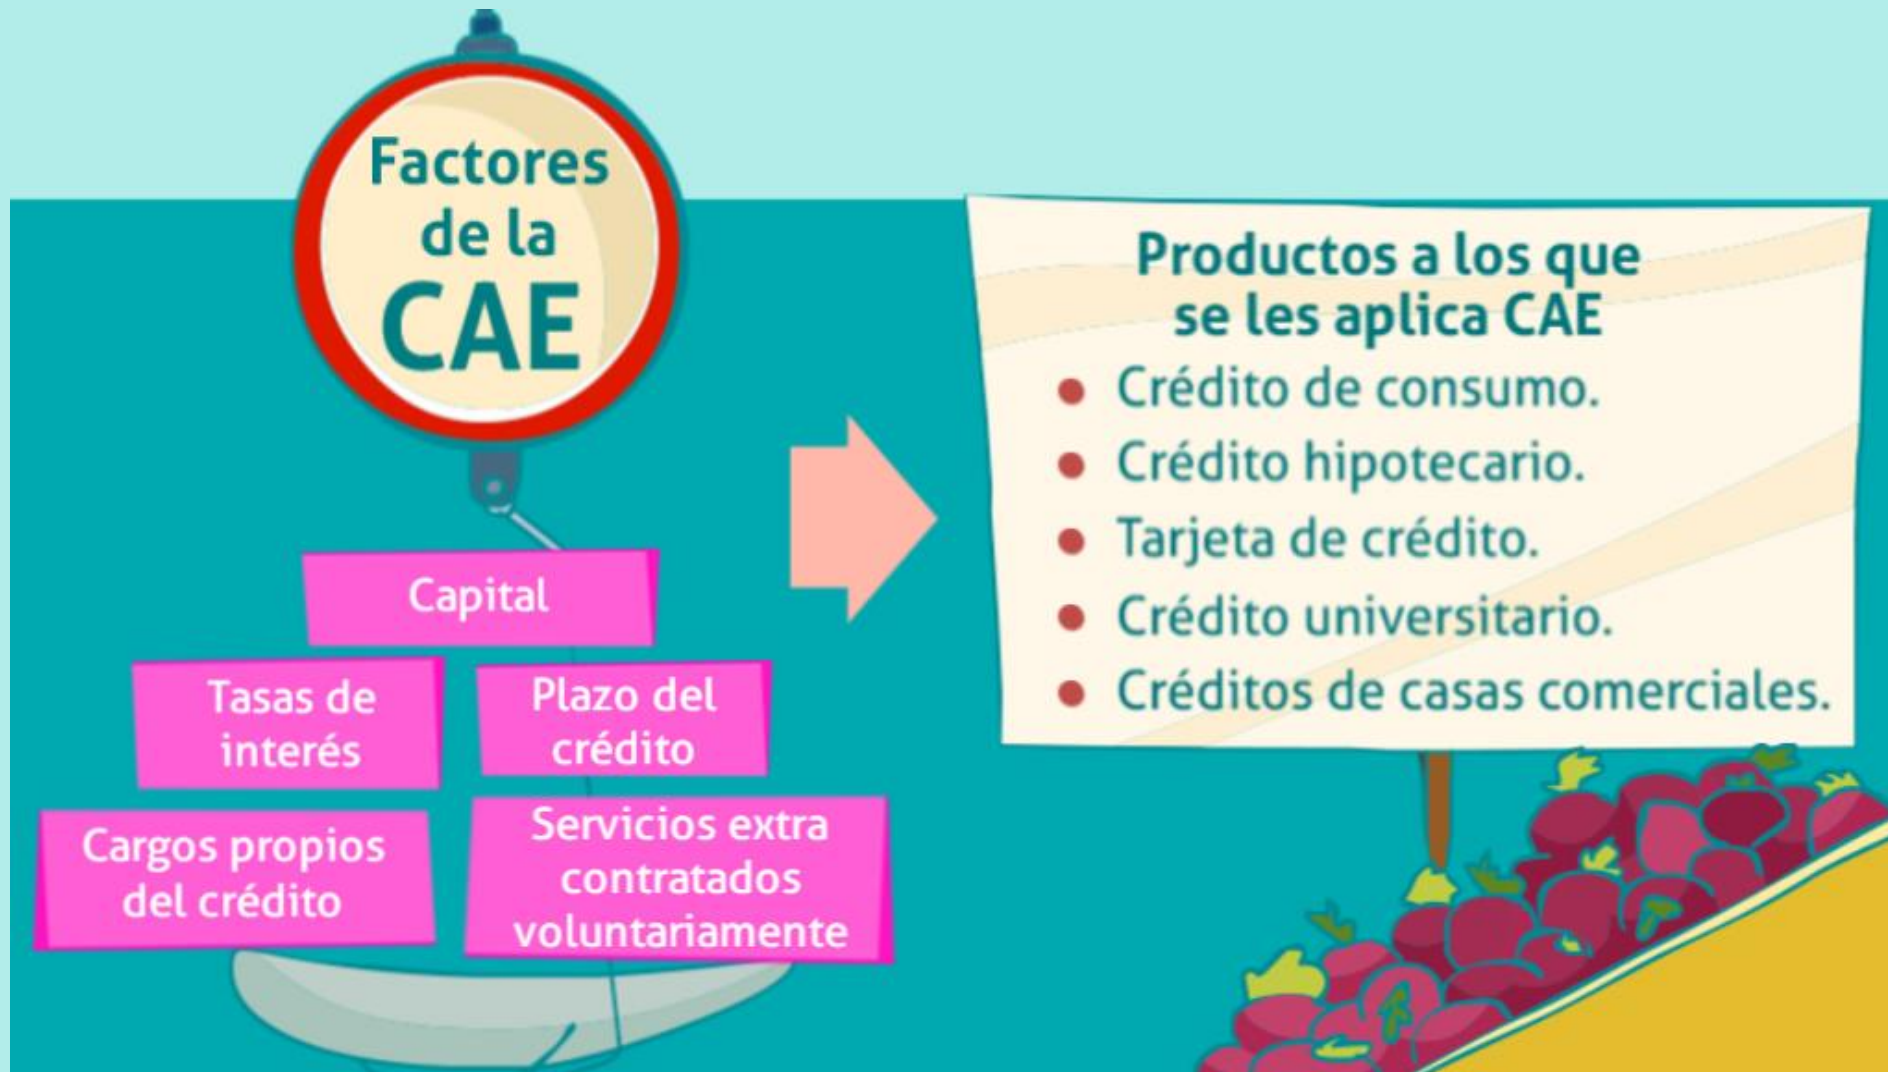 Factores
de la
CAE
Capital
Tasas de
interés
Plazo del
crédito
Cargos propios
del crédito
Servicios extra
contratados
voluntariamente
Productos a los que
se les aplica CAE
• Crédito de consumo.
• Crédito hipotecario.
• Tarjeta de crédito.
• Crédito universitario.
• Créditos de casas comerciales.